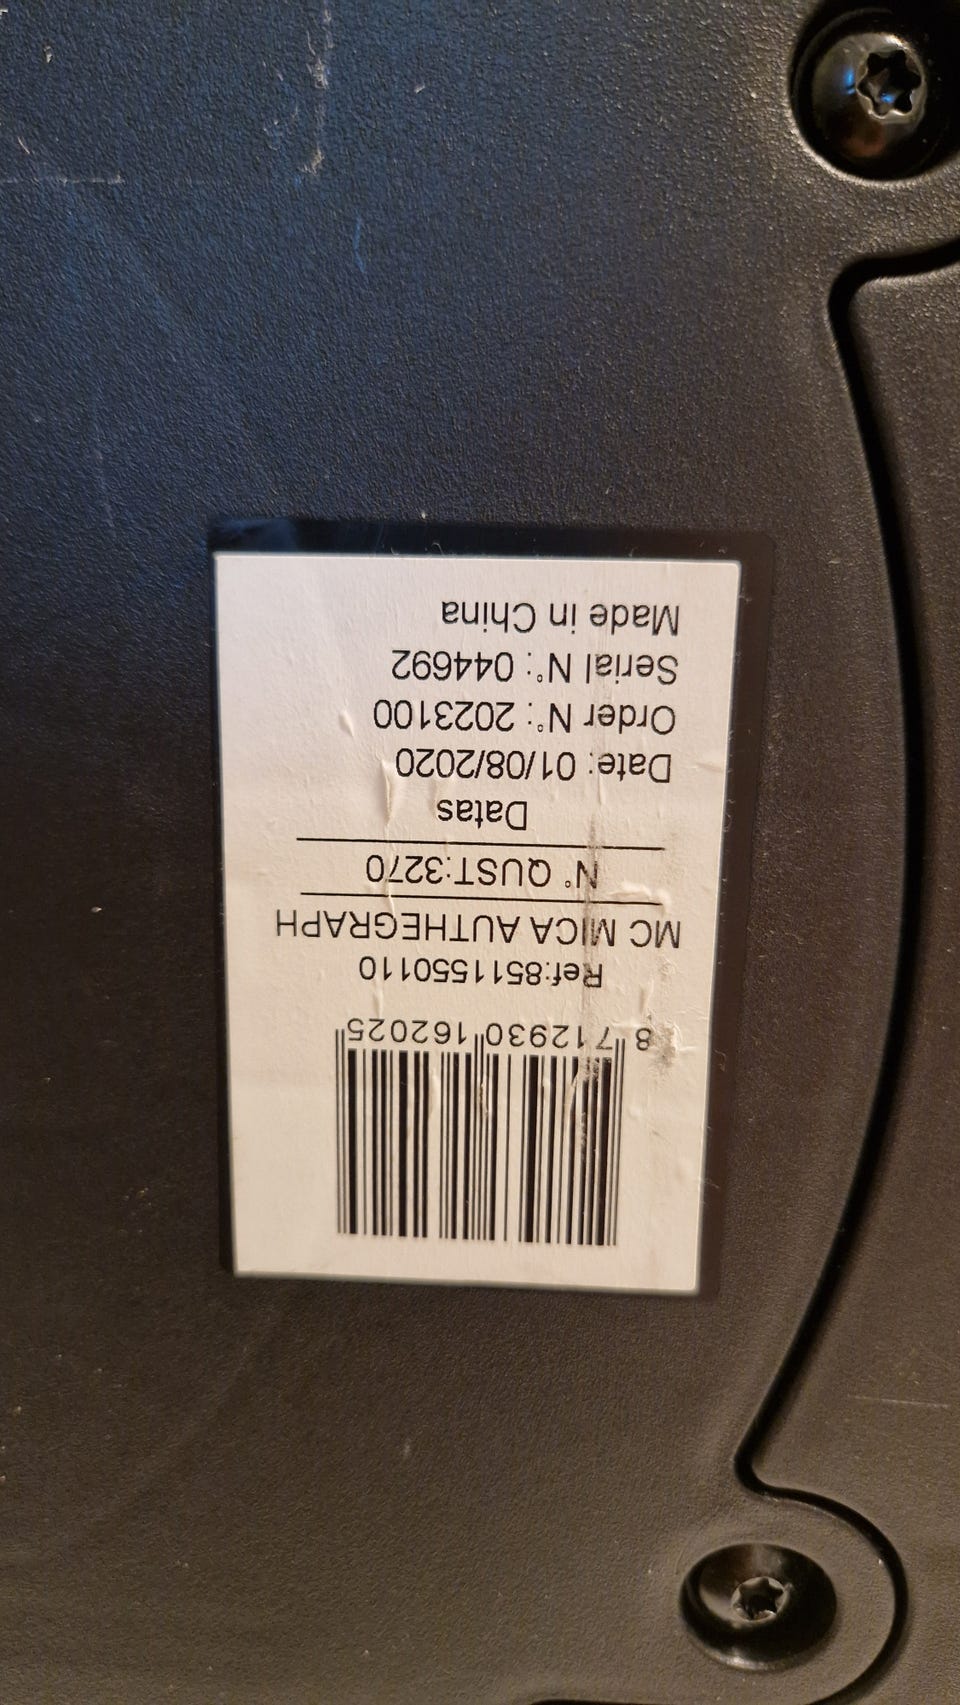 8 712930 162025
Ref:8511550110
MC MICA AUTHEGRAPH
N° QUST:3270
Datas
Date: 01/08/2020
Order N°: 2023100
Serial N°: 044692
Made in China